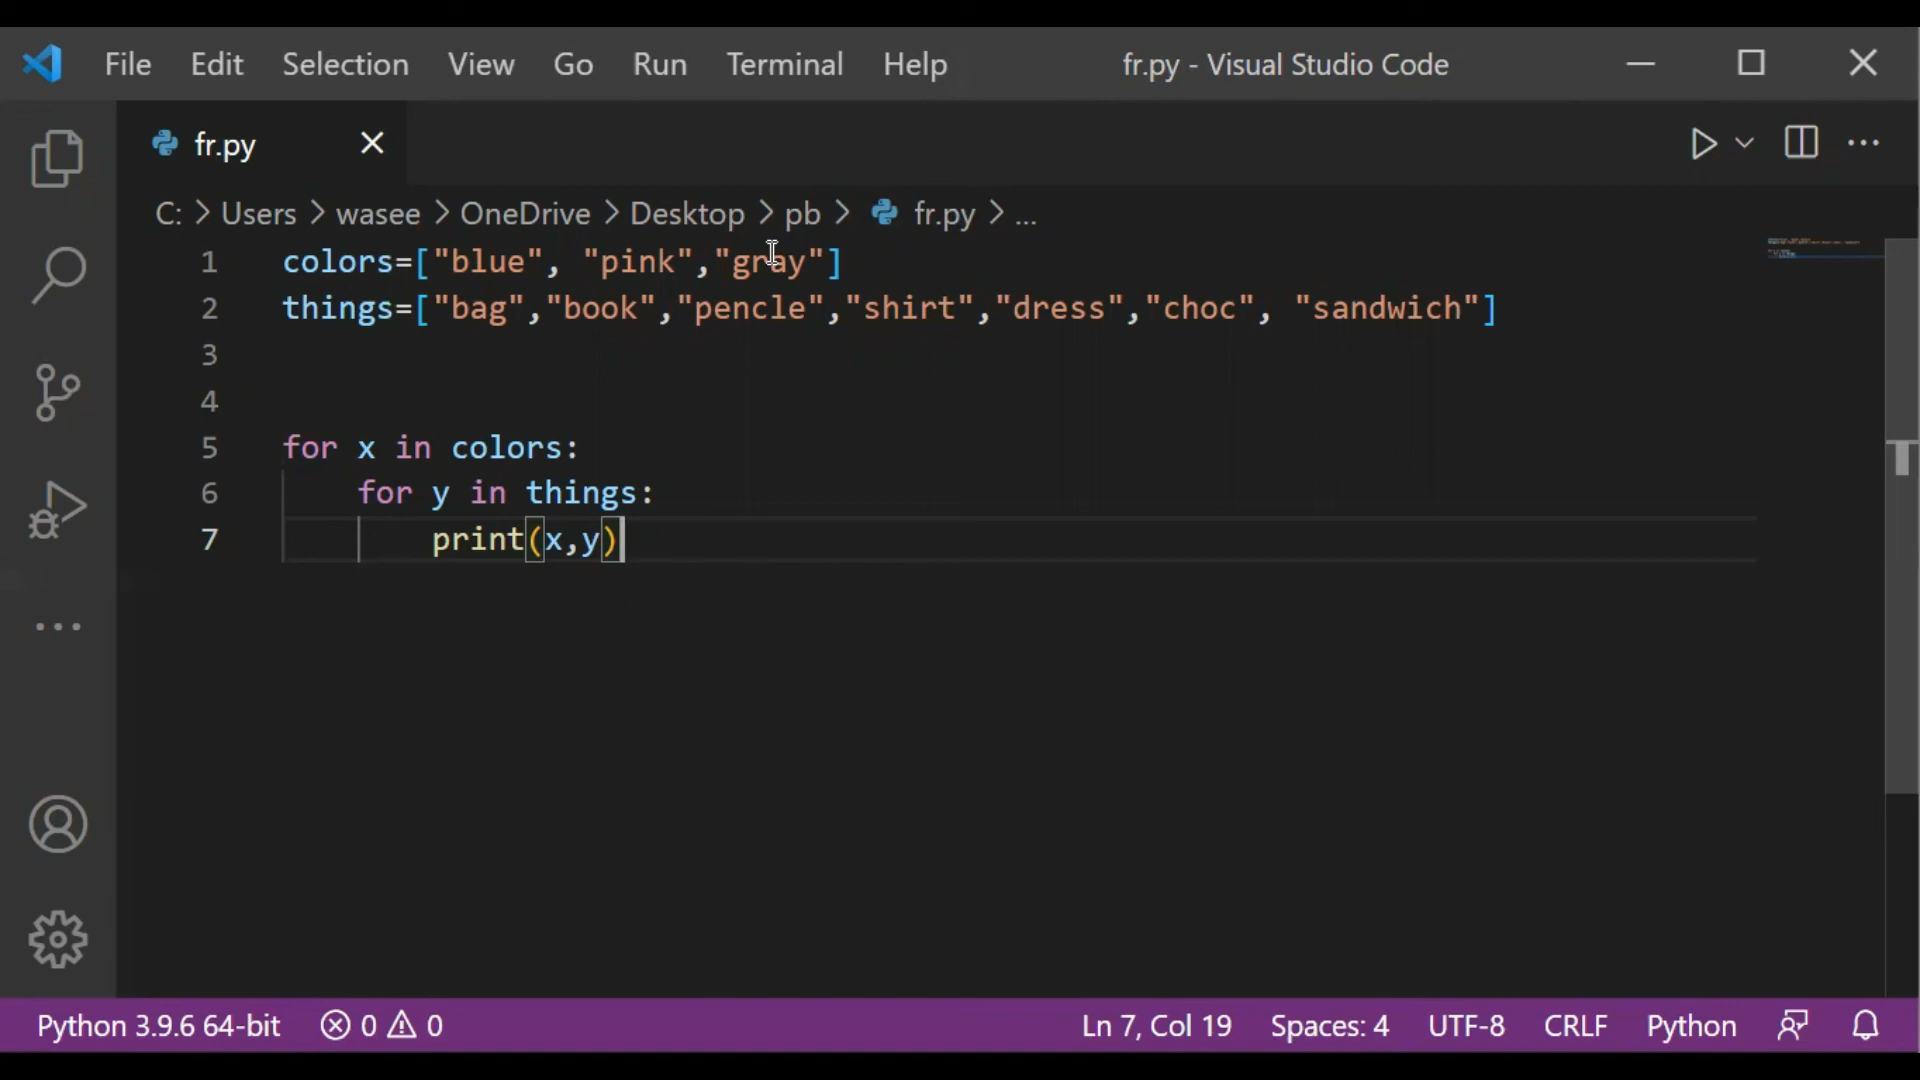 File Edit Selection View Go Run Terminal Help fr.py - Visual Studio Code
fr.py
C: > Users > wasee > OneDrive > Desktop > pb > fr.py > ...
1 colors=["blue", "pink","gray"]
2 things=["bag","book","pencle","shirt","dress","choc", "sandwich"]
3
4
5 for x in colors:
6     for y in things:
7         print(x,y)
Python 3.9.6 64-bit 0 0 Ln 7, Col 19 Spaces: 4 UTF-8 CRLF Python